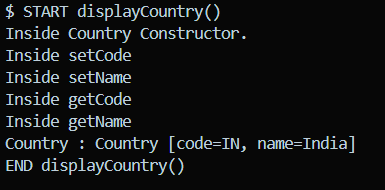 $ START displayCountry()
Inside Country Constructor.
Inside setCode
Inside setName
Inside getCode
Inside getName
Country : Country [code=IN, name=India]
END displayCountry()